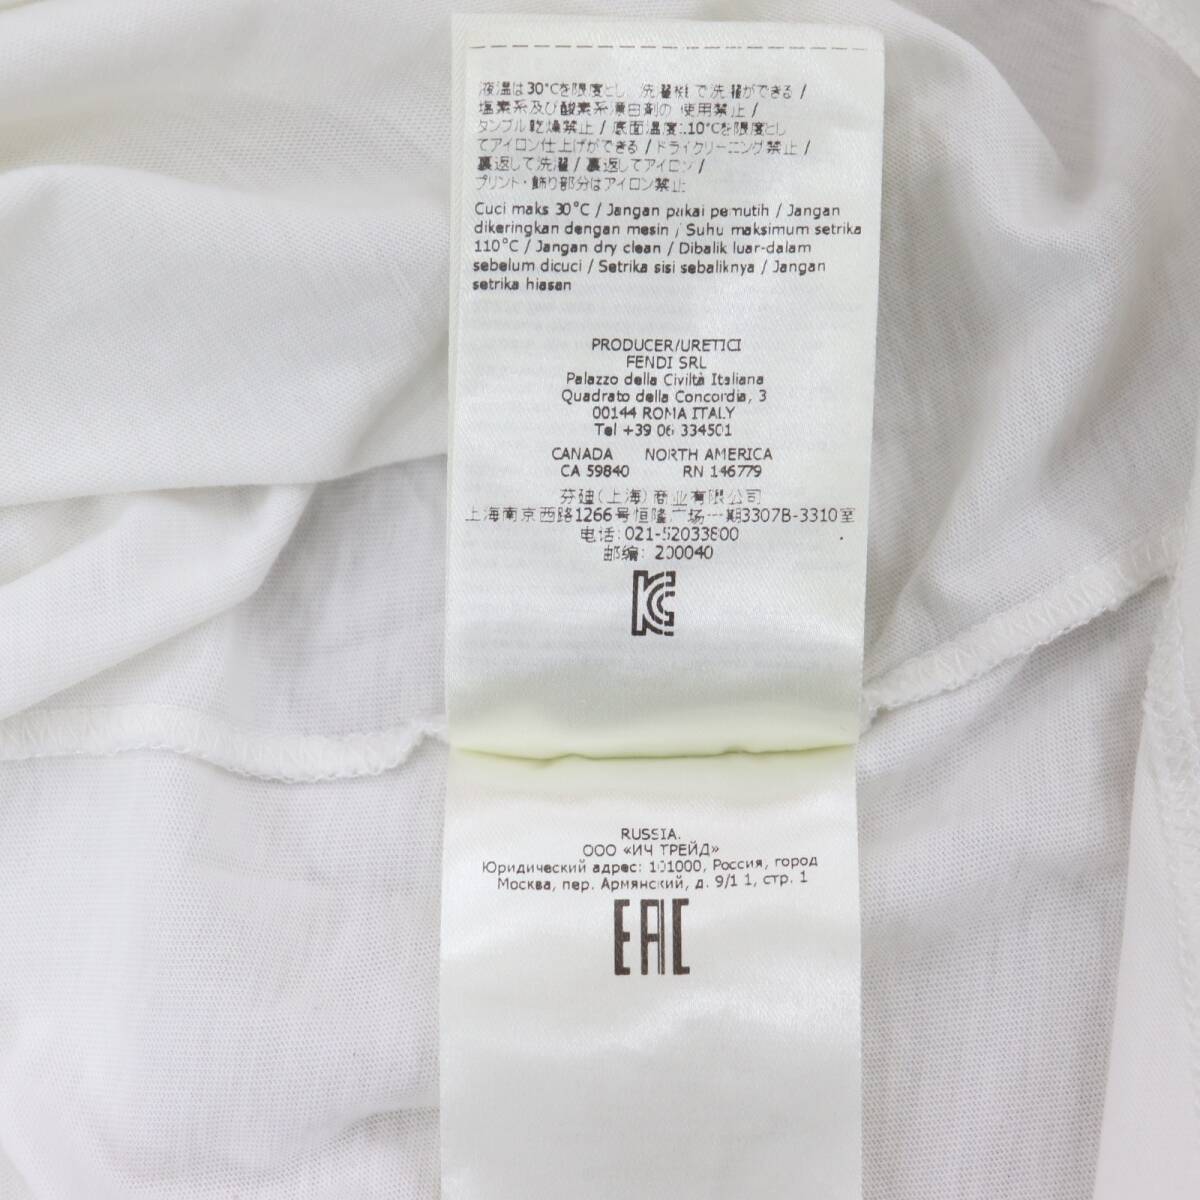 液温は30°Cを限度とし、洗濯機で洗濯ができる /
塩素系及び酸素系漂白剤の使用禁止 /
タンブル乾燥禁止 / 底面温度110°Cを限度とし
てアイロン仕上げができる / ドライクリーニング禁止 /
裏返して洗濯 / 裏返してアイロン /
プリント・飾り部分はアイロン禁止
Cuci maks 30°C / Jangan pakai pemutih / Jangan
dikeringkan dengan mesin / Suhu maksimum setrika
110°C / Jangan dry clean / Dibalik luar-dalam
sebelum dicuci / Setrika sisi sebaliknya / Jangan
setrika hiasan
PRODUCER/URETICI
FENDI SRL
Palazzo della Civiltà Italiana
Quadrato della Concordia, 3
00144 ROMA ITALY
Tel +39 06 334501
CANADA NORTH AMERICA
CA 59840 RN 146779
芬迪(上海)商业有限公司
上海南京西路1266号恒隆广场一期3307B-3310室
电话: 021-52033800
邮编: 200040
KC
RUSSIA.
ООО «ИЧ ТРЕЙД»
Юридический адрес: 101000, Россия, город
Москва, пер. Армянский, д. 9/1 1, стр. 1
EAC